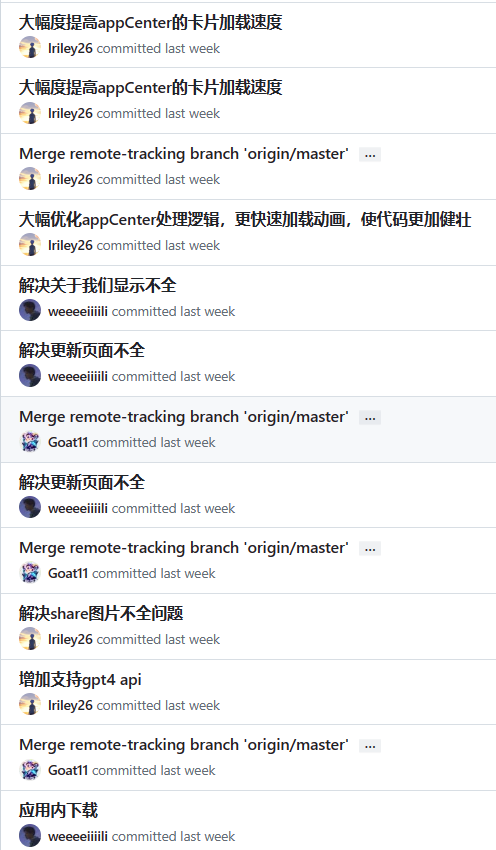 大幅度提高appCenter的卡片加载速度
lriley26 committed last week
大幅度提高appCenter的卡片加载速度
lriley26 committed last week
Merge remote-tracking branch 'origin/master' ...
lriley26 committed last week
大幅优化appCenter处理逻辑，更快速加载动画，使代码更加健壮
lriley26 committed last week
解决关于我们显示不全
weeeeiiiili committed last week
解决更新页面不全
weeeeiiiili committed last week
Merge remote-tracking branch 'origin/master' ...
Goat11 committed last week
解决更新页面不全
weeeeiiiili committed last week
Merge remote-tracking branch 'origin/master' ...
Goat11 committed last week
解决share图片不全问题
lriley26 committed last week
增加支持gpt4 api
lriley26 committed last week
Merge remote-tracking branch 'origin/master' ...
Goat11 committed last week
应用内下载
weeeeiiiili committed last week